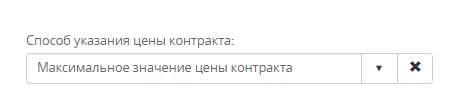 Способ указания цены контракта:
Максимальное значение цены контракта